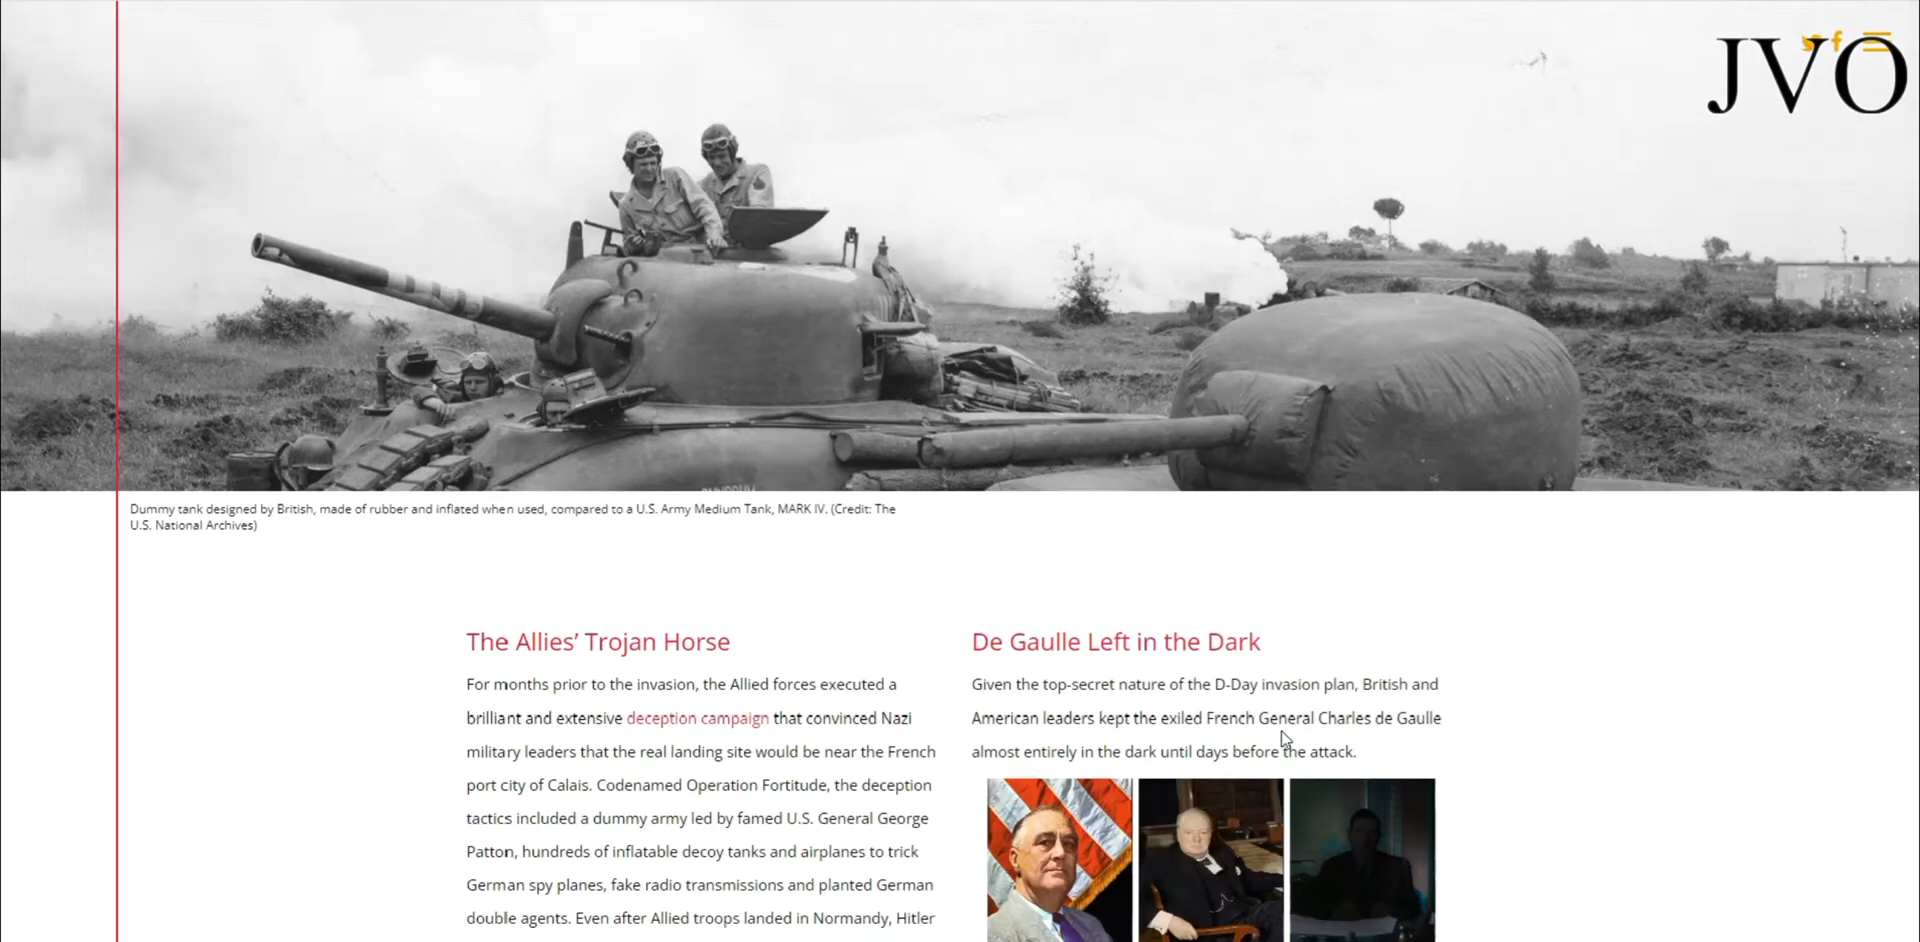 JVO
Dummy tank designed by British, made of rubber and inflated when used, compared to a U.S. Army Medium Tank, MARK IV. (Credit: The
U.S. National Archives)
The Allies’ Trojan Horse
For months prior to the invasion, the Allied forces executed a
brilliant and extensive deception campaign that convinced Nazi
military leaders that the real landing site would be near the French
port city of Calais. Codenamed Operation Fortitude, the deception
tactics included a dummy army led by famed U.S. General George
Patton, hundreds of inflatable decoy tanks and airplanes to trick
German spy planes, fake radio transmissions and planted German
double agents. Even after Allied troops landed in Normandy, Hitler
De Gaulle Left in the Dark
Given the top-secret nature of the D-Day invasion plan, British and
American leaders kept the exiled French General Charles de Gaulle
almost entirely in the dark until days before the attack.